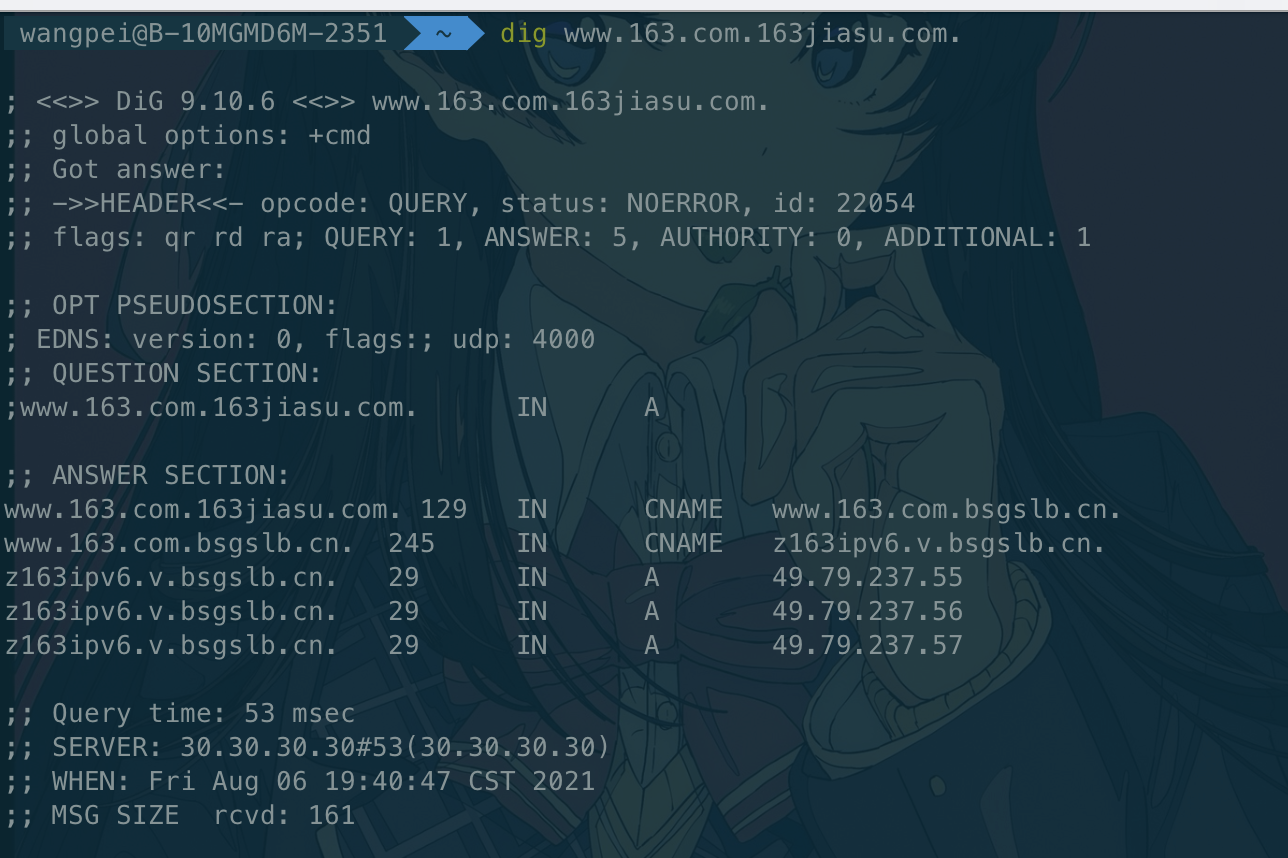 wangpei@B-10MGMD6M-2351 ~ dig www.163.com.163jiasu.com.
; <<>> DiG 9.10.6 <<>> www.163.com.163jiasu.com.
;; global options: +cmd
;; Got answer:
;; ->>HEADER<<- opcode: QUERY, status: NOERROR, id: 22054
;; flags: qr rd ra; QUERY: 1, ANSWER: 5, AUTHORITY: 0, ADDITIONAL: 1
;; OPT PSEUDOSECTION:
; EDNS: version: 0, flags:; udp: 4000
;; QUESTION SECTION:
;www.163.com.163jiasu.com. IN A
;; ANSWER SECTION:
www.163.com.163jiasu.com. 129 IN CNAME www.163.com.bsgslb.cn.
www.163.com.bsgslb.cn. 245 IN CNAME z163ipv6.v.bsgslb.cn.
z163ipv6.v.bsgslb.cn. 29 IN A 49.79.237.55
z163ipv6.v.bsgslb.cn. 29 IN A 49.79.237.56
z163ipv6.v.bsgslb.cn. 29 IN A 49.79.237.57
;; Query time: 53 msec
;; SERVER: 30.30.30.30#53(30.30.30.30)
;; WHEN: Fri Aug 06 19:40:47 CST 2021
;; MSG SIZE  rcvd: 161